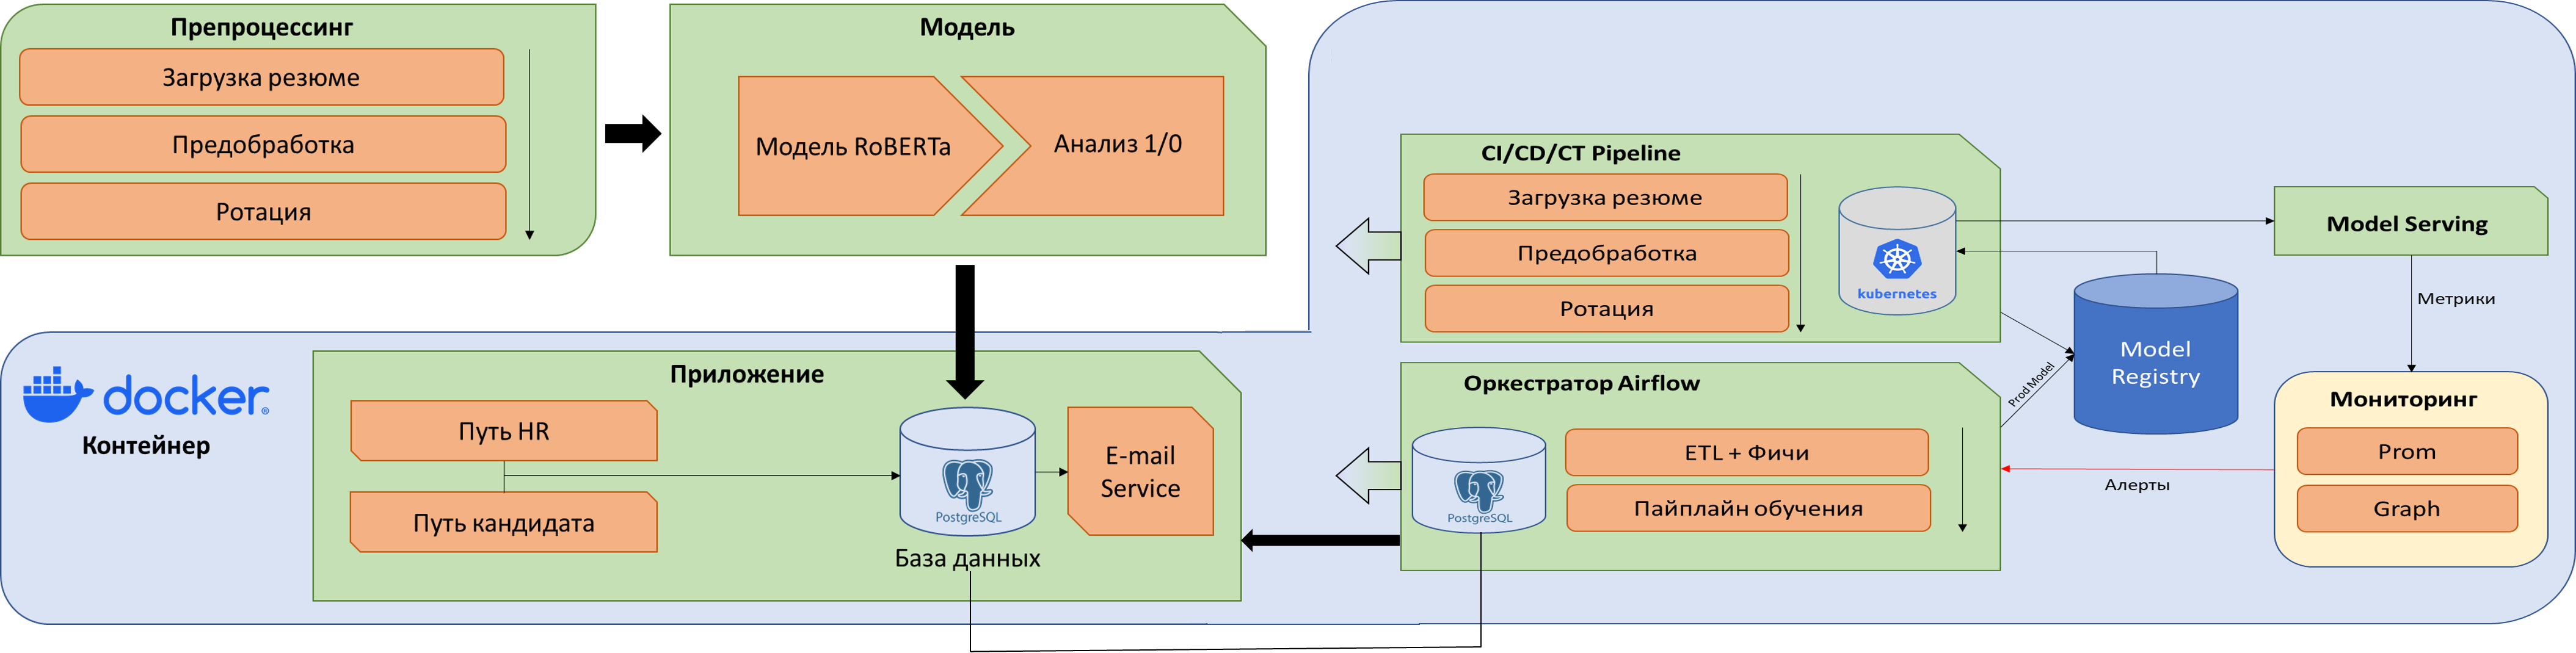 Препроцессинг
Загрузка резюме
Предобработка
Ротация
Модель
Модель RoBERTa
Анализ 1/0
docker
Контейнер
Приложение
Путь HR
Путь кандидата
PostgreSQL
База данных
E-mail
Service
CI/CD/CT Pipeline
Загрузка резюме
Предобработка
Ротация
kubernetes
Оркестратор Airflow
PostgreSQL
ETL + Фичи
Пайплайн обучения
Prod Model
Model
Registry
Model Serving
Метрики
Мониторинг
Prom
Graph
Алерты